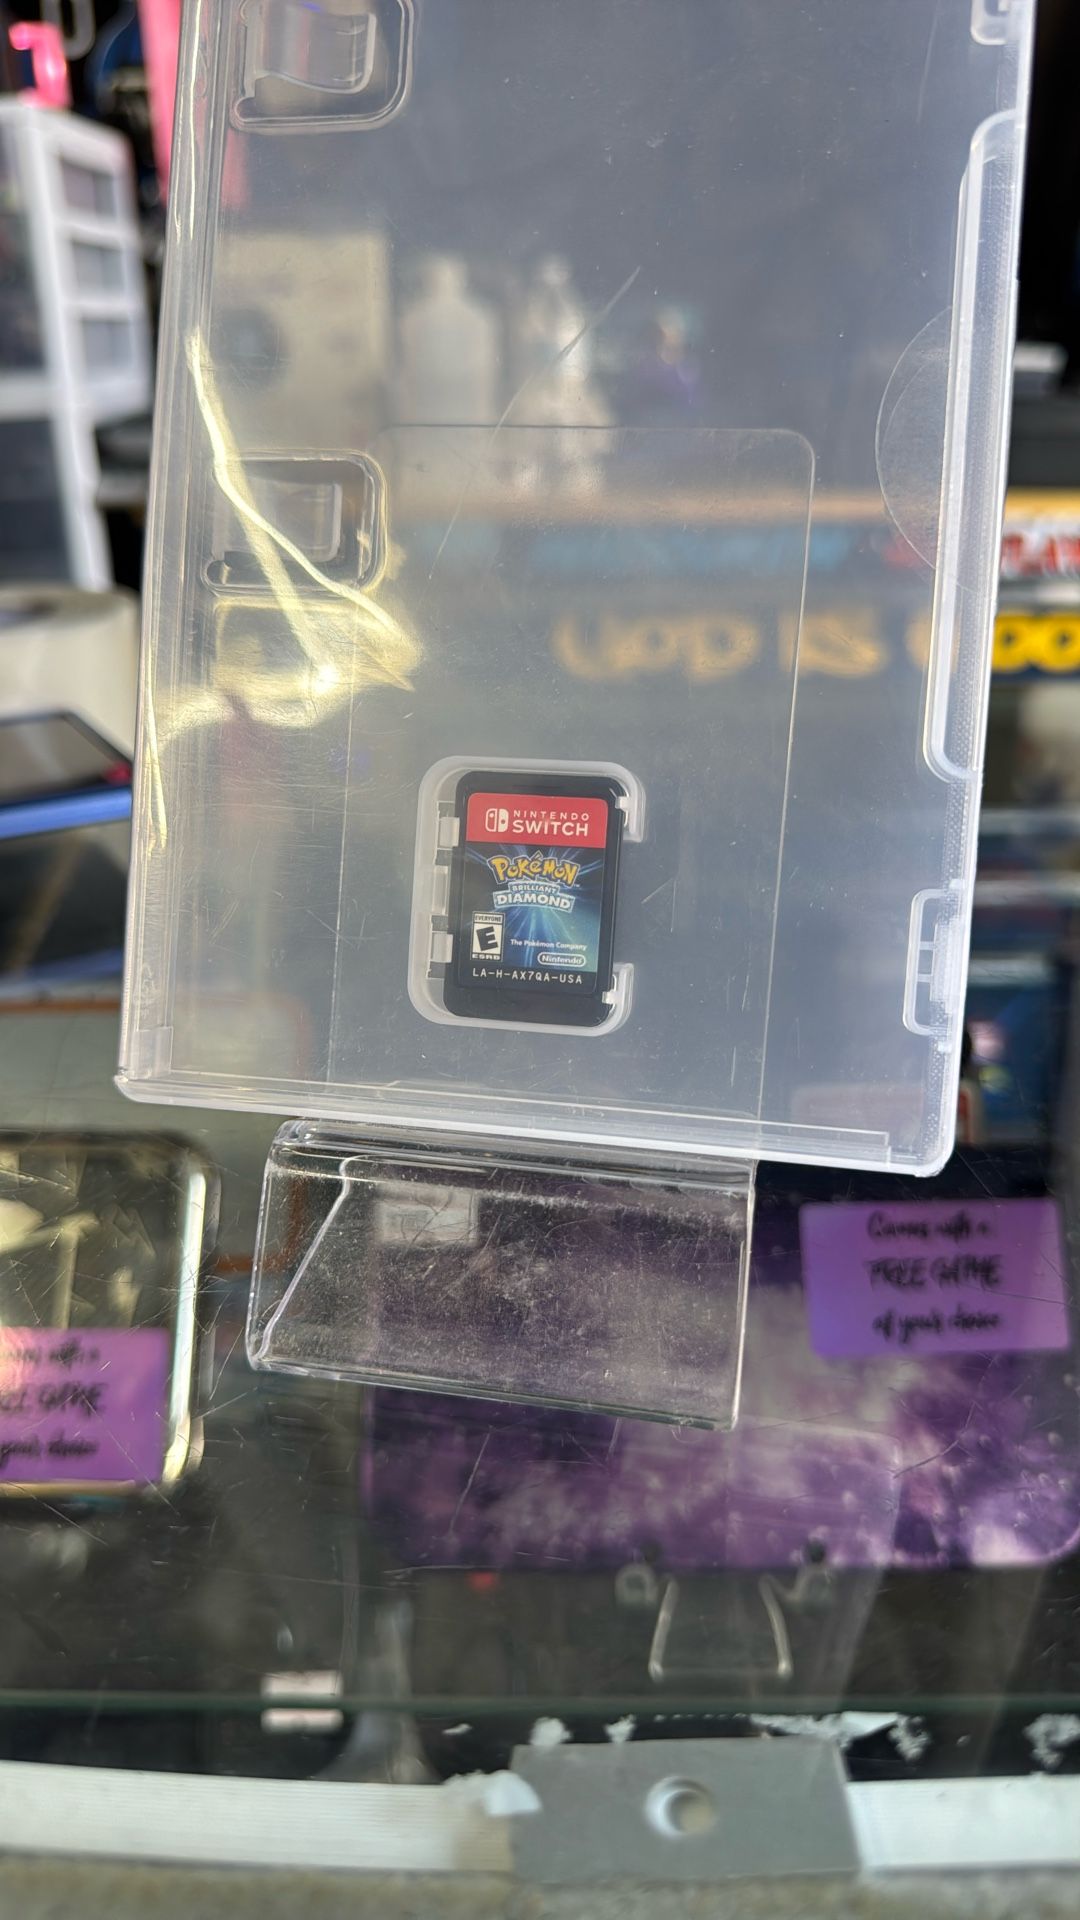 NINTENDO
SWITCH
POKéMON
BRILLIANT
DIAMOND
EVERYONE
E
ESRB
The Pokémon Company
Nintendo
LA-H-AX7QA-USA
Comes with a
FREE GAME
of your choice